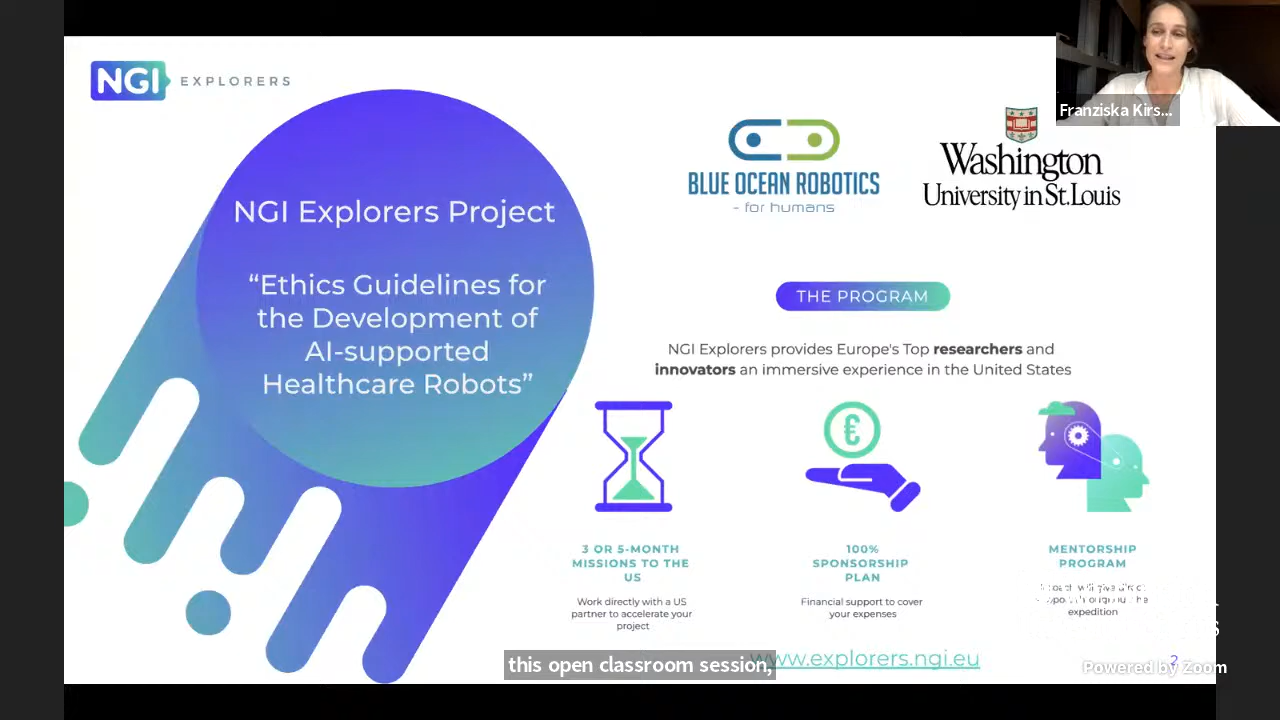 NGI EXPLORERS
NGI Explorers Project
“Ethics Guidelines for
the Development of
AI-supported
Healthcare Robots”
BLUE OCEAN ROBOTICS
- for humans
Washington
University in St. Louis
Franziska Kirs...
THE PROGRAM
NGI Explorers provides Europe's Top researchers and
innovators an immersive experience in the United States
3 OR 5-MONTH
MISSIONS TO THE
US
Work directly with a US
partner to accelerate your
project
100%
SPONSORSHIP
PLAN
Financial support to cover
your expenses
MENTORSHIP
PROGRAM
expedition
www.explorers.ngi.eu
2
this open classroom session,
Powered by Zoom